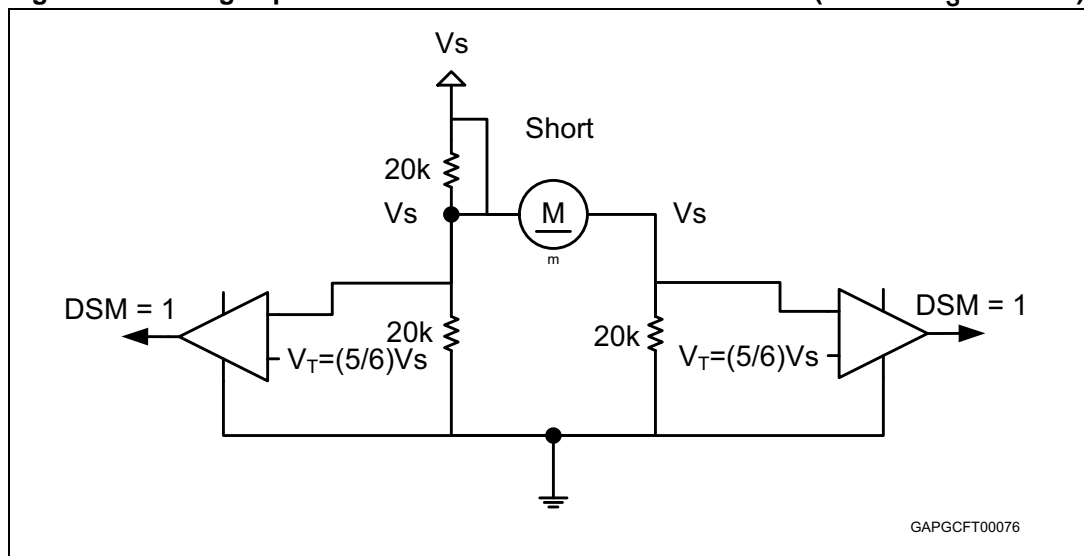 Vs
Short
20k
Vs
M
Vs
m
DSM = 1
DSM = 1
20k
20k
V_T=(5/6)Vs
V_T=(5/6)Vs
GAPGCFT00076